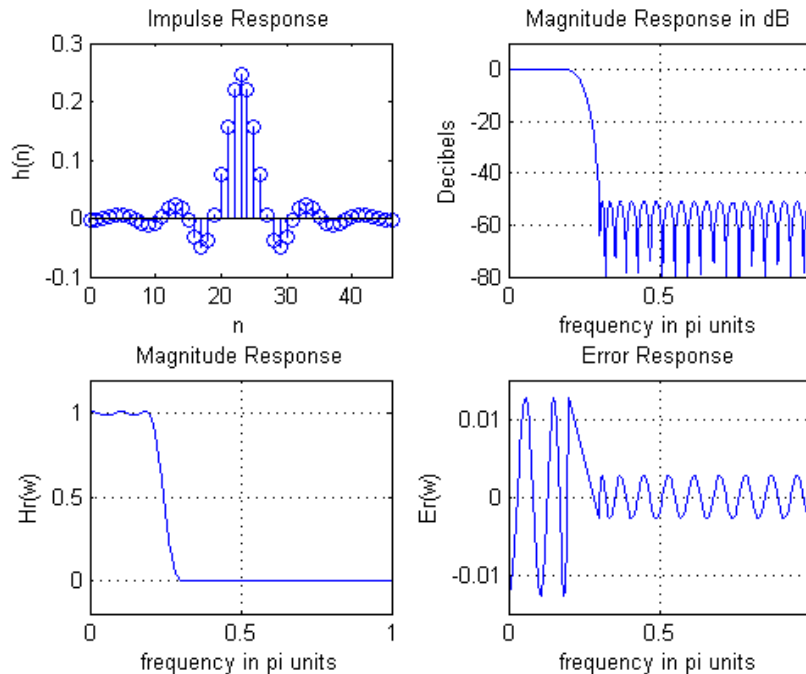 Impulse Response
0.3
0.2
0.1
0
-0.1
h(n)
0 10 20 30 40
n
Magnitude Response in dB
0
-20
-40
-60
-80
Decibels
0.5
frequency in pi units
Magnitude Response
1
0.5
0
Hr(w)
0 0.5 1
frequency in pi units
Error Response
0.01
0
-0.01
Er(w)
0 0.5
frequency in pi units